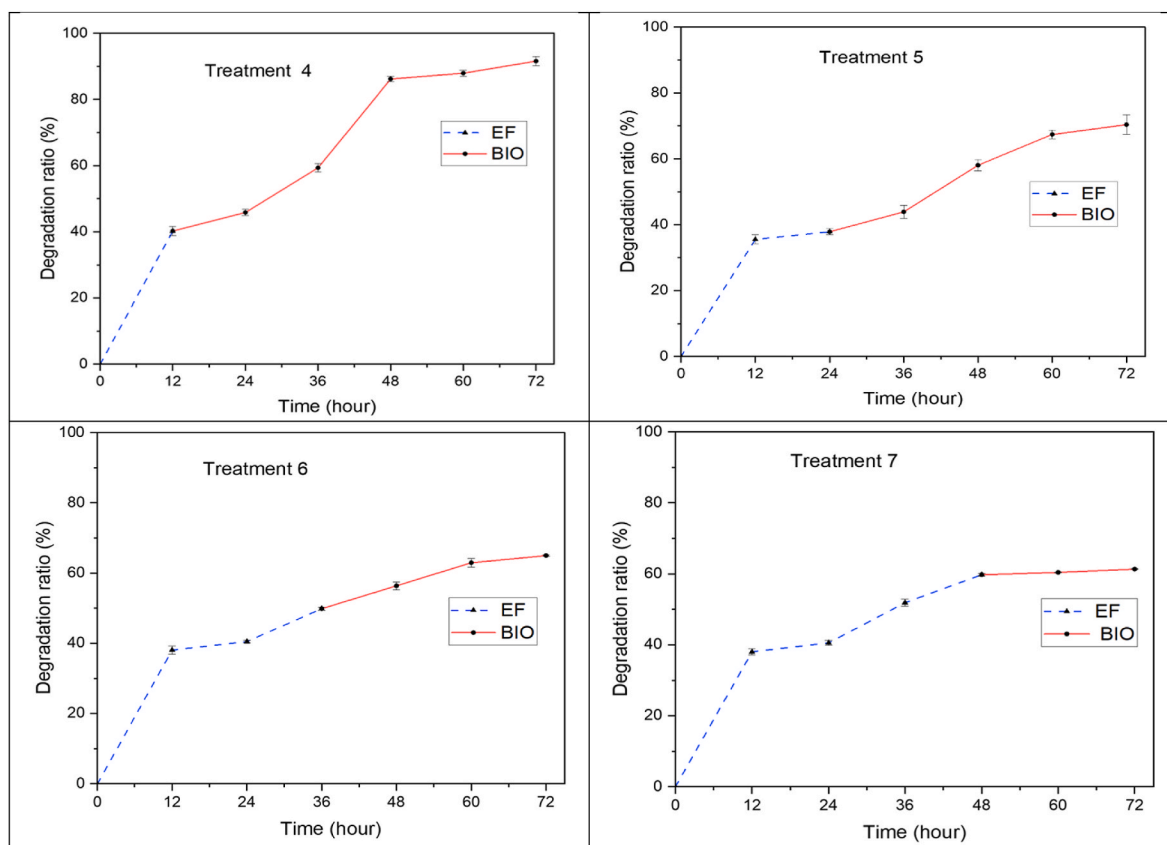 100
80
60
40
20
0
Degradation ratio (%)
Treatment 4
EF
BIO
0 12 24 36 48 60 72
Time (hour)
100
80
60
40
20
0
Degradation ratio (%)
Treatment 5
EF
BIO
0 12 24 36 48 60 72
Time (hour)
100
80
60
40
20
0
Degradation ratio (%)
Treatment 6
EF
BIO
0 12 24 36 48 60 72
Time (hour)
100
80
60
40
20
0
Degradation ratio (%)
Treatment 7
EF
BIO
0 12 24 36 48 60 72
Time (hour)